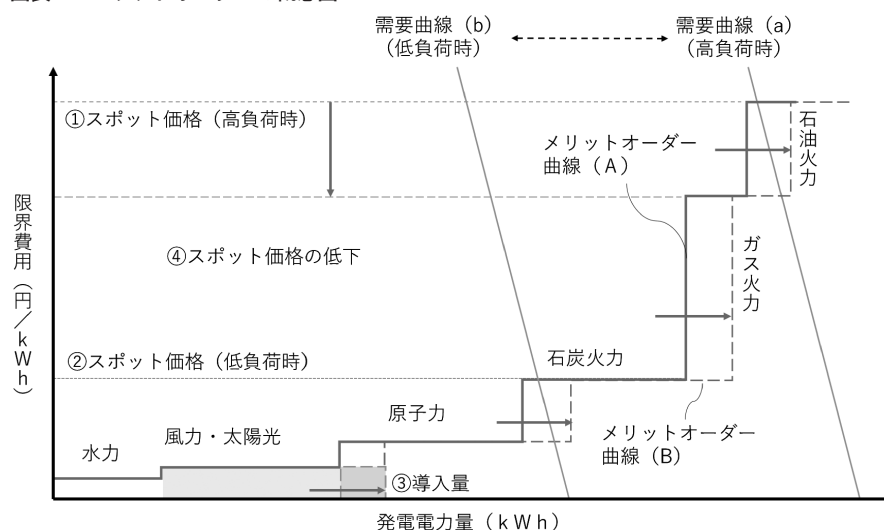 需要曲線（b）
（低負荷時）
需要曲線（a）
（高負荷時）
①スポット価格（高負荷時）
メリットオーダー
曲線（A）
石油火力
限界費用（円／kWh）
④スポット価格の低下
ガス火力
②スポット価格（低負荷時）
石炭火力
原子力
風力・太陽光
水力
メリットオーダー
曲線（B）
③導入量
発電電力量（kWh）